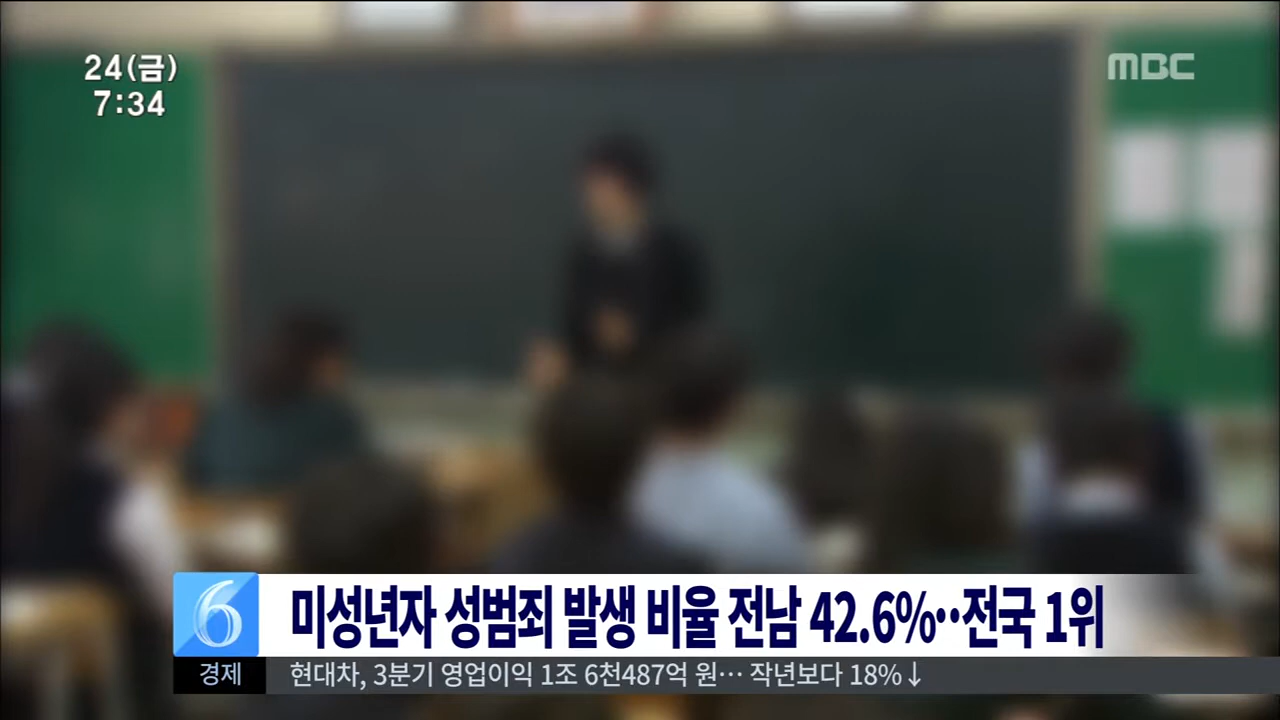 24(금)
7:34
MBC
6 미성년자 성범죄 발생 비율 전남 42.6%··전국 1위
경제 현대차, 3분기 영업이익 1조 6천487억 원··· 작년보다 18%↓